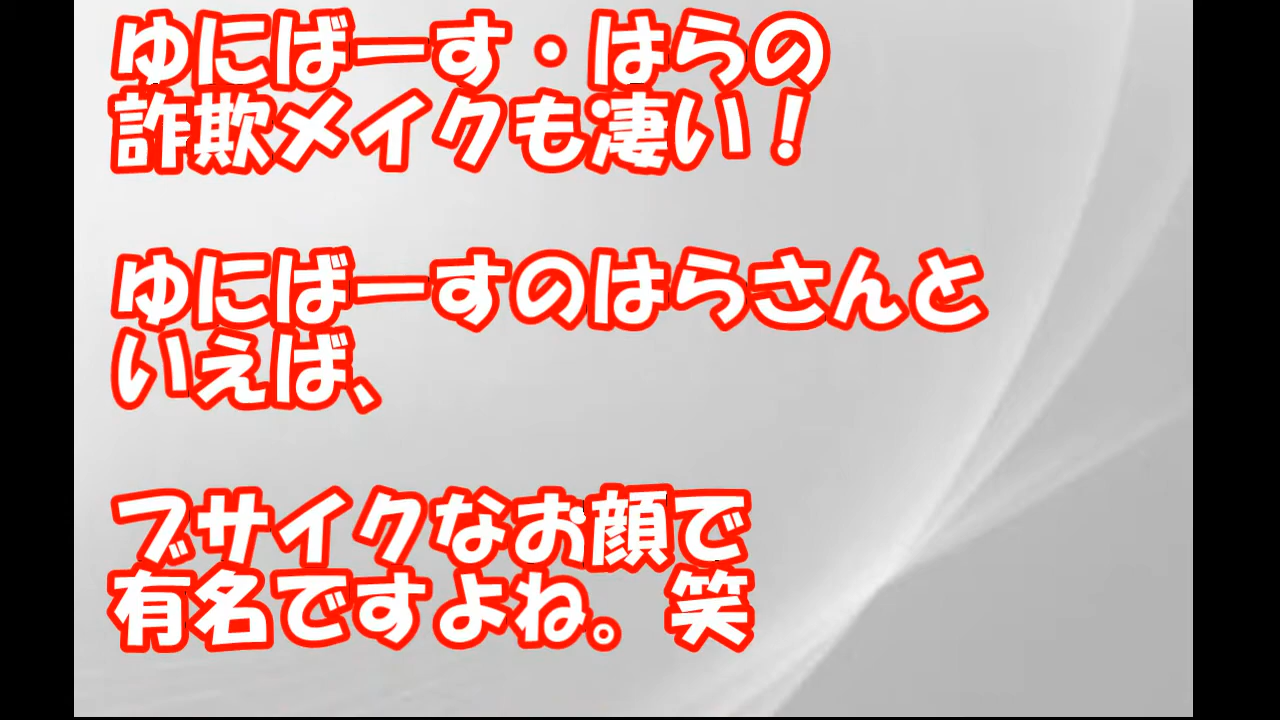 ゆにばーす・はらの
詐欺メイクも凄い！
ゆにばーすのはらさんと
いえば、
ブサイクなお顔で
有名ですよね。笑